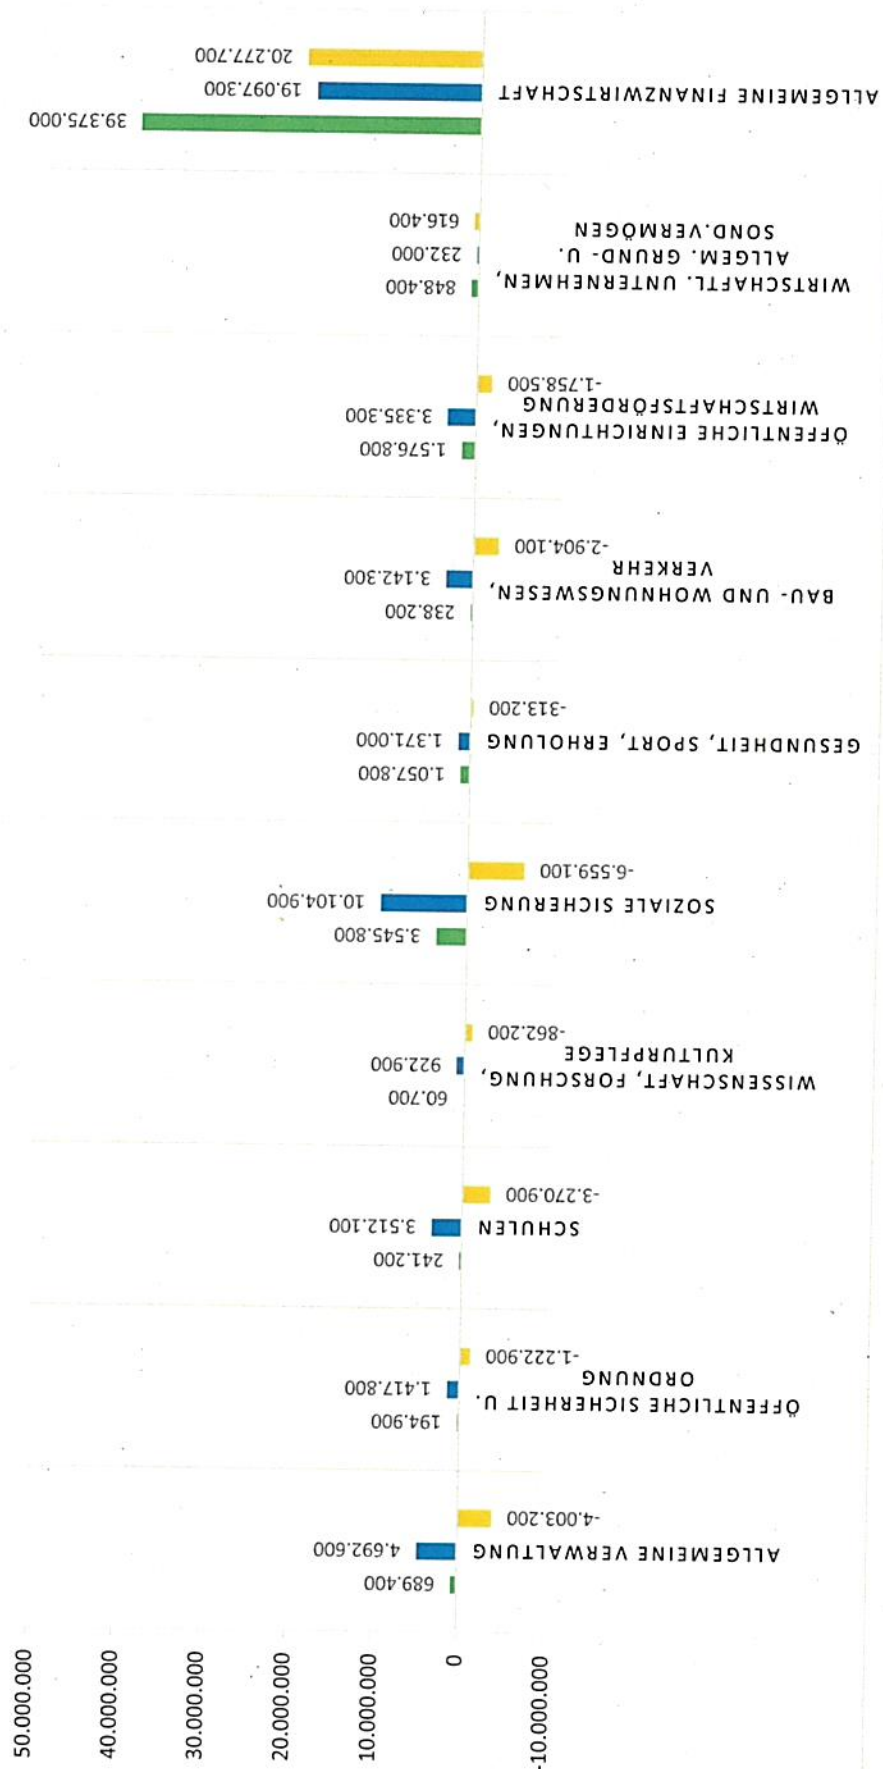 50.000.000
40.000.000
30.000.000
20.000.000
10.000.000
0
-10.000.000
689.400
4.692.600
-4.003.200
ALLGEMEINE VERWALTUNG
194.900
1.417.800
-1.222.900
ÖFFENTLICHE SICHERHEIT U.
ORDNUNG
241.200
3.512.100
-3.270.900
SCHULEN
60.700
922.900
-862.200
WISSENSCHAFT, FORSCHUNG,
KULTURPFLEGE
3.545.800
10.104.900
-6.559.100
SOZIALE SICHERUNG
1.057.800
1.371.000
-313.200
GESUNDHEIT, SPORT, ERHOLUNG
238.200
3.142.300
-2.904.100
BAU- UND WOHNUNGSWESEN,
VERKEHR
1.576.800
3.335.300
-1.758.500
ÖFFENTLICHE EINRICHTUNGEN,
WIRTSCHAFTSFÖRDERUNG
848.400
232.000
616.400
WIRTSCHAFTL. UNTERNEHMEN,
ALLGEM. GRUND- U.
SOND.VERMÖGEN
39.375.000
19.097.300
20.277.700
ALLGEMEINE FINANZWIRTSCHAFT